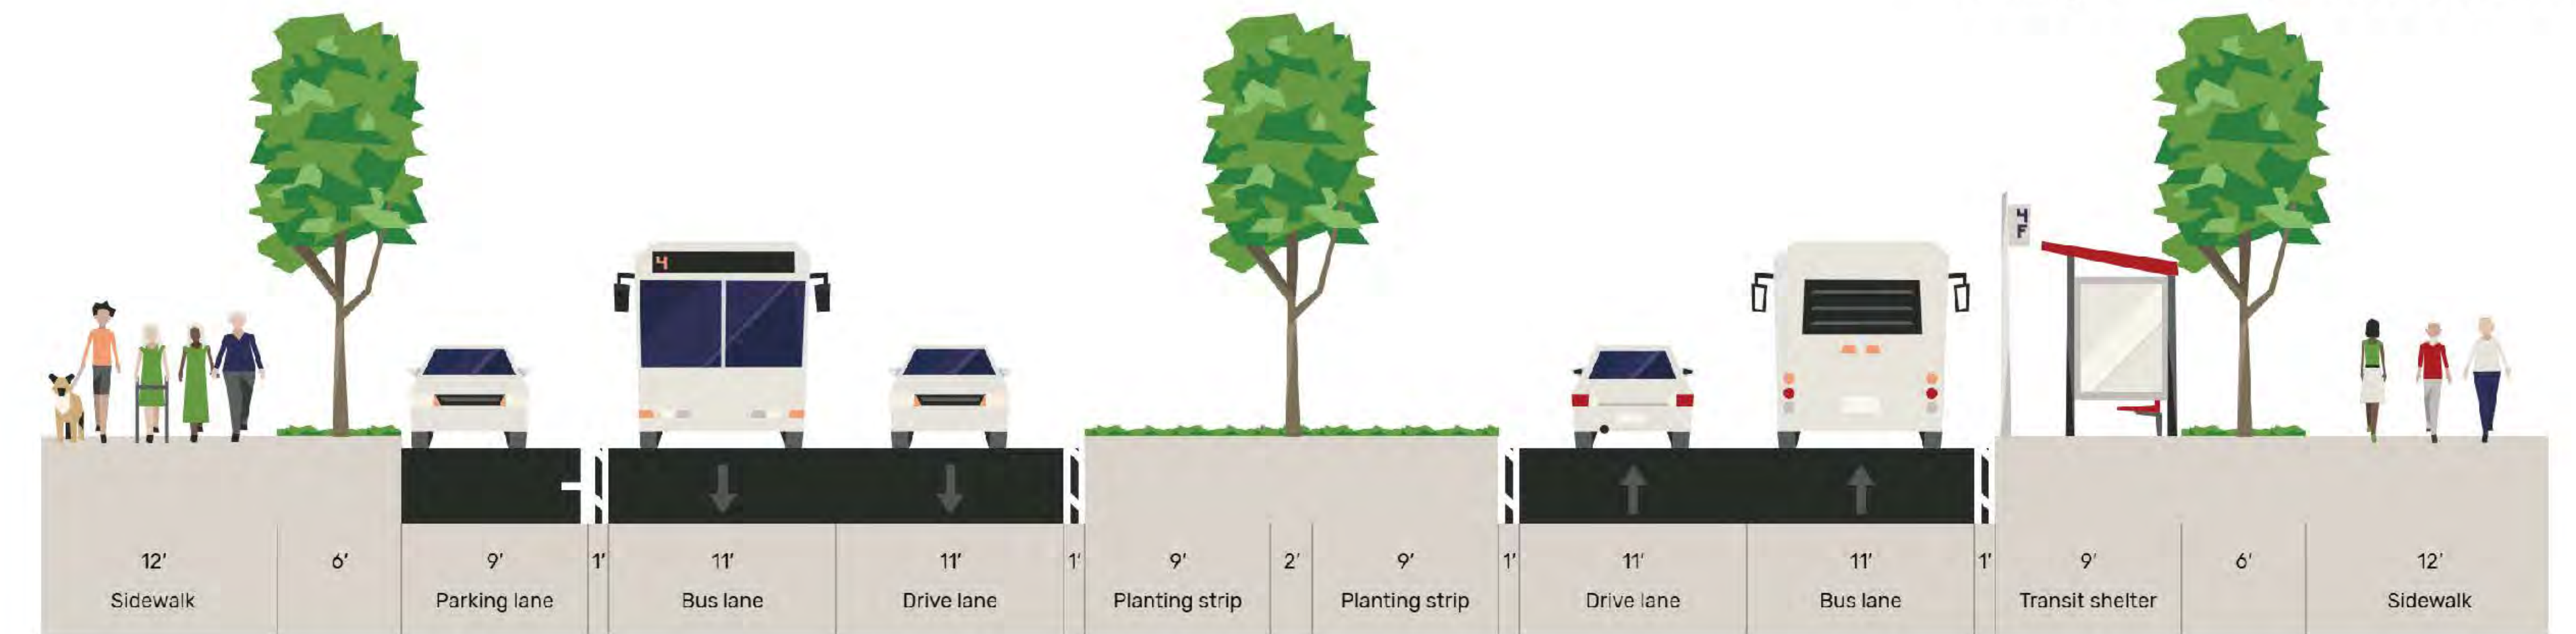 4
4
F
12' 6' 9' 1' 11' 11' 1' 9' 2' 9' 1' 11' 11' 1' 9' 6' 12'
Sidewalk Parking lane Bus lane Drive lane Planting strip Planting strip Drive lane Bus lane Transit shelter Sidewalk